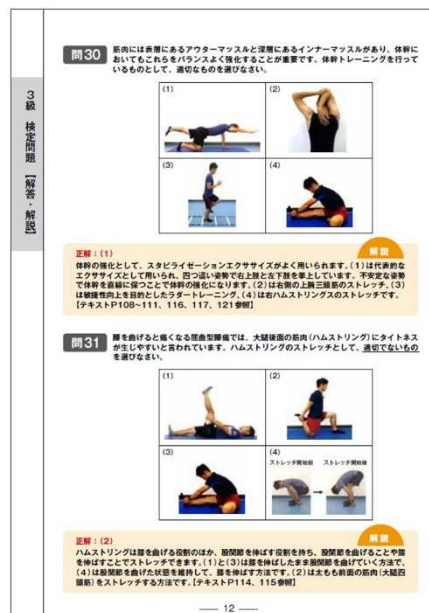 3級 検定問題 【解答・解説】
問30 筋肉には表層にあるアウターマッスルと深層にあるインナーマッスルがあり、体幹に
おいてもこれらをバランスよく強化することが重要です。体幹トレーニングを行って
いるものとして、適切なものを選びなさい。
(1) (2)
(3) (4)
解説
正解:(1)
体幹の強化として、スタビライゼーションエクササイズがよく用いられます。(1)は代表的な
エクササイズとして用いられ、四つ這い姿勢で右上肢と左下肢を挙上しています。不安定な姿勢
で体幹を直線に保つことで体幹の強化になります。(2)は右側の上腕三頭筋のストレッチ、(3)
は敏捷性向上を目的としたラダートレーニング、(4)は右ハムストリングスのストレッチです。
【テキストP108~111、116、117、121参照】
問31 腰を曲げると痛くなる屈曲型腰痛では、大腿後面の筋肉(ハムストリング)にタイトネス
が生じやすいと言われています。ハムストリングのストレッチとして、適切でないもの
を選びなさい。
(1) (2)
(3) (4)
ストレッチ開始前 ストレッチ開始後
解説
正解:(2)
ハムストリングは膝を曲げる役割のほか、股関節を伸ばす役割を持ち、股関節を曲げることや膝
を伸ばすことでストレッチできます。(1)と(3)は膝を伸ばしたまま股関節を曲げていく方法で、
(4)は股関節を曲げた状態を維持して、膝を伸ばす方法です。(2)は太もも前面の筋肉(大腿四
頭筋)をストレッチする方法です。【テキストP114、115参照】
12